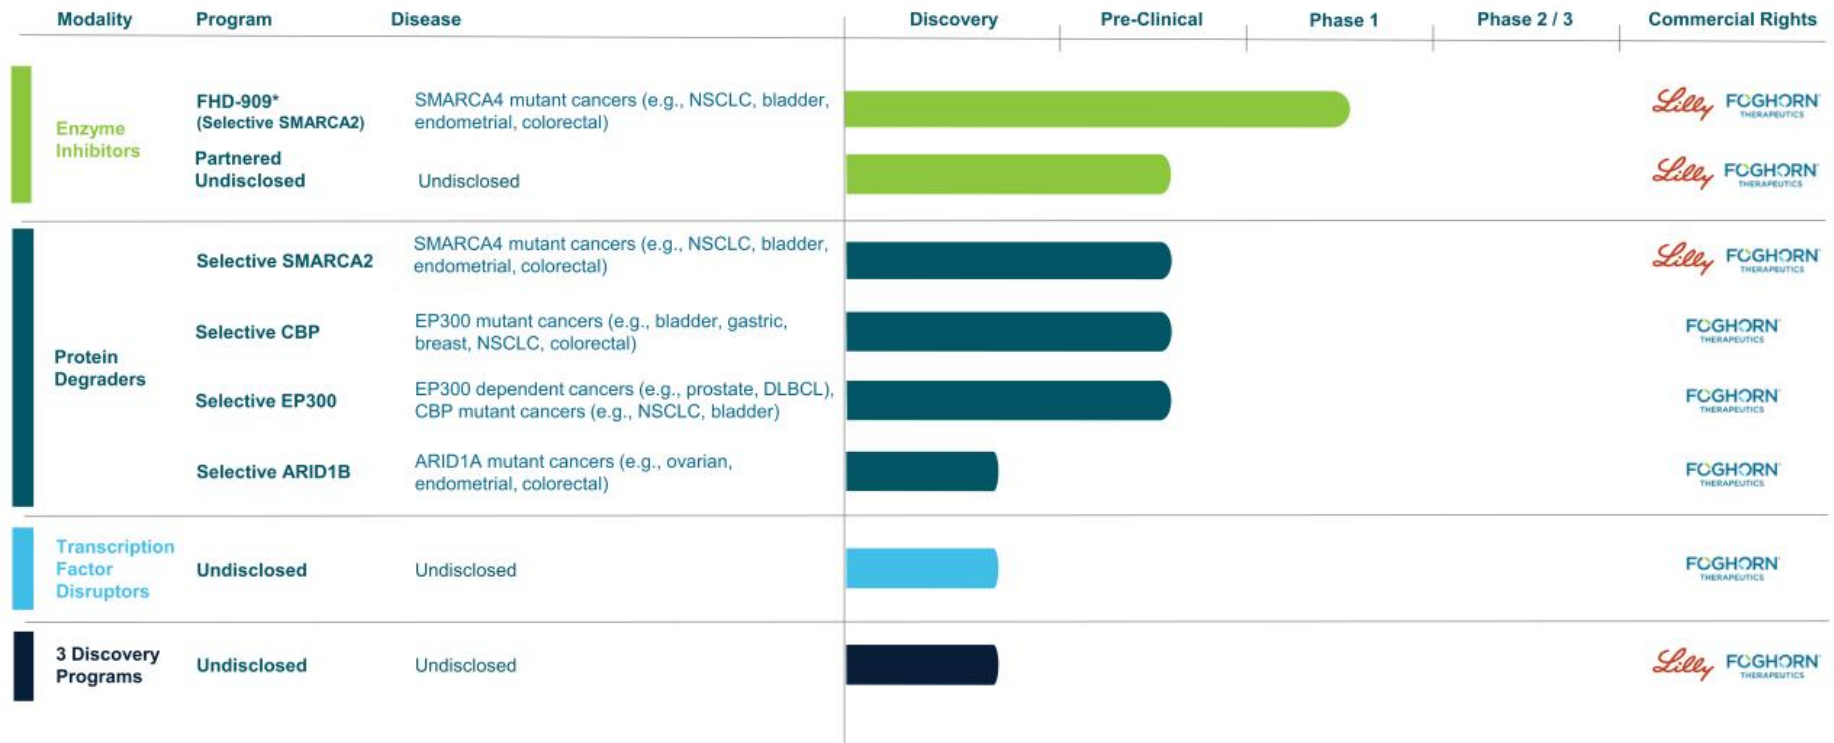 Modality Program Disease Discovery Pre-Clinical Phase 1 Phase 2 / 3 Commercial Rights
Enzyme
Inhibitors
FHD-909*
(Selective SMARCA2)
SMARCA4 mutant cancers (e.g., NSCLC, bladder,
endometrial, colorectal)
Lilly FOGHORN
THERAPEUTICS
Partnered
Undisclosed
Undisclosed
Lilly FOGHORN
THERAPEUTICS
Protein
Degraders
Selective SMARCA2
SMARCA4 mutant cancers (e.g., NSCLC, bladder,
endometrial, colorectal)
Lilly FOGHORN
THERAPEUTICS
Selective CBP
EP300 mutant cancers (e.g., bladder, gastric,
breast, NSCLC, colorectal)
FOGHORN
THERAPEUTICS
Selective EP300
EP300 dependent cancers (e.g., prostate, DLBCL),
CBP mutant cancers (e.g., NSCLC, bladder)
FOGHORN
THERAPEUTICS
Selective ARID1B
ARID1A mutant cancers (e.g., ovarian,
endometrial, colorectal)
FOGHORN
THERAPEUTICS
Transcription
Factor
Disruptors
Undisclosed
Undisclosed
FOGHORN
THERAPEUTICS
3 Discovery
Programs
Undisclosed
Undisclosed
Lilly FOGHORN
THERAPEUTICS